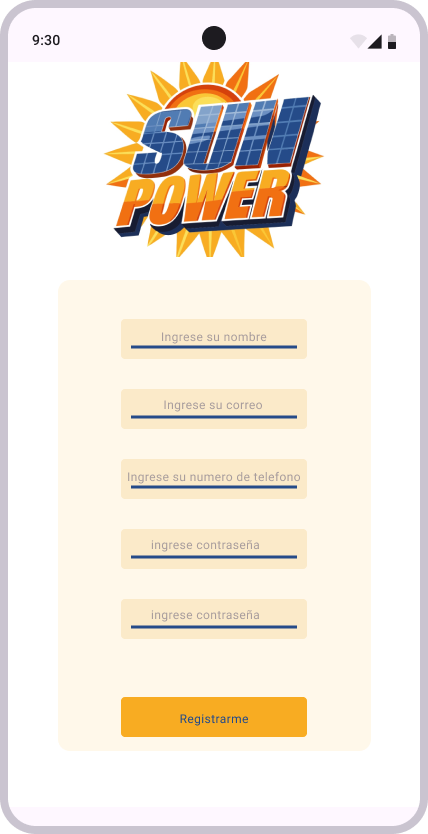 9:30
SUN
POWER
Ingrese su nombre
Ingrese su correo
Ingrese su numero de telefono
ingrese contraseña
ingrese contraseña
Registrarme